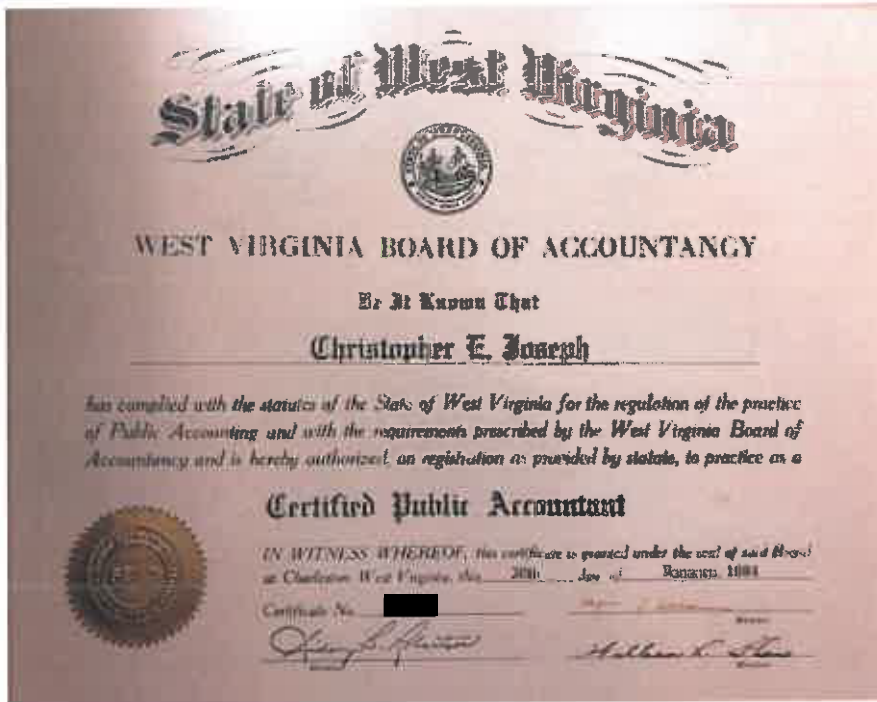 State of West Virginia
WEST VIRGINIA BOARD OF ACCOUNTANCY
Be It Known That
Christopher E. Joseph
has complied with the statutes of the State of West Virginia for the regulation of the practice
of Public Accounting and with the requirements prescribed by the West Virginia Board of
Accountancy and is hereby authorized, on registration as provided by statute, to practice as a
Certified Public Accountant
IN WITNESS WHEREOF, this certificate is granted under the seal of said Board
at Charleston West Virginia, this day of
Certificate No.